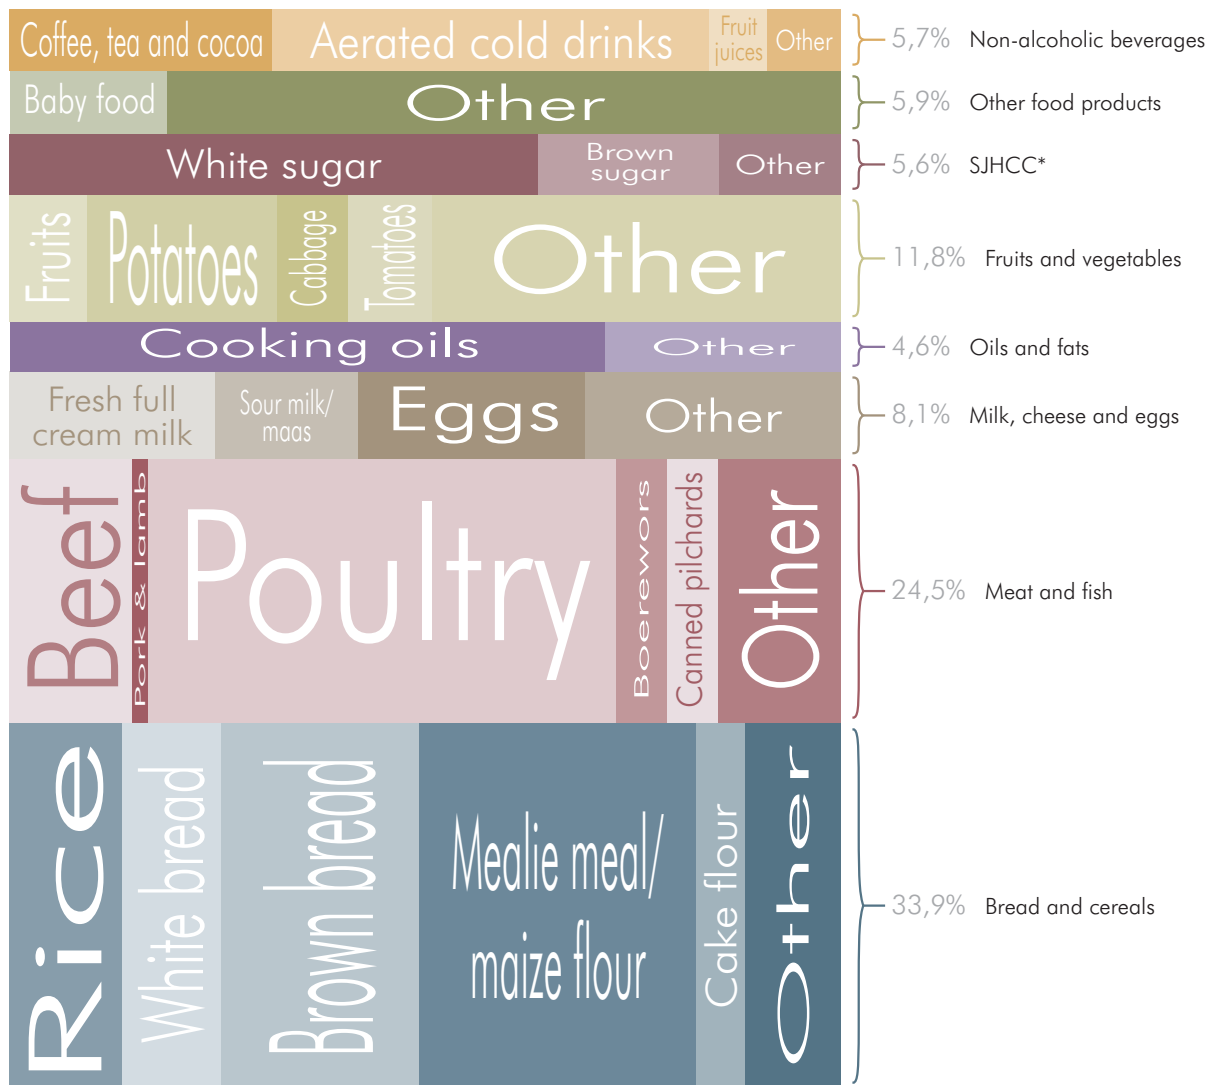 Coffee, tea and cocoa
Aerated cold drinks
Fruit
juices
Other
5,7% Non-alcoholic beverages
Baby food
Other
5,9% Other food products
White sugar
Brown
sugar
Other
5,6% SJHCC*
Fruits
Potatoes
Cabbage
Tomatoes
Other
11,8% Fruits and vegetables
Cooking oils
Other
4,6% Oils and fats
Fresh full
cream milk
Sour milk/
maas
Eggs
Other
8,1% Milk, cheese and eggs
Beef
Pork & lamb
Poultry
Boerewors
Canned pilchards
Other
24,5% Meat and fish
Rice
White bread
Brown bread
Mealie meal/
maize flour
Cake flour
Other
33,9% Bread and cereals